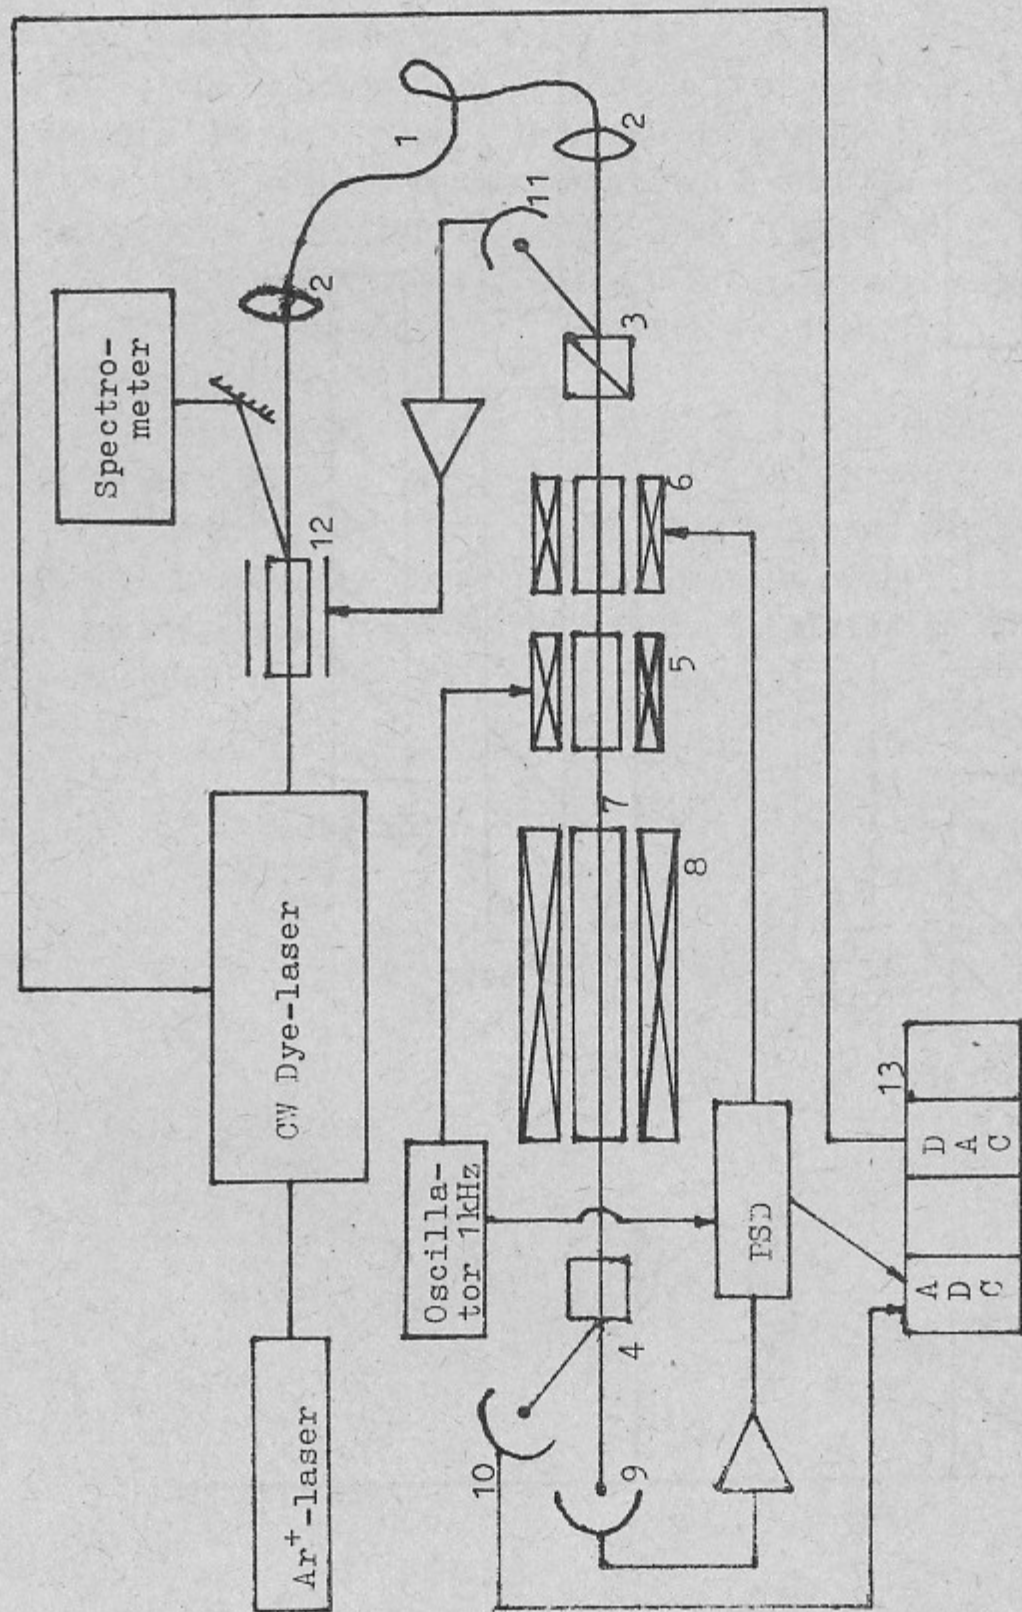 Ar+-laser
CW Dye-laser
Spectro-
meter
12
2
1
2
11
3
6
5
7
8
Oscilla-
tor 1kHz
4
10
9
PSD
A
D
C
D
A
C
13